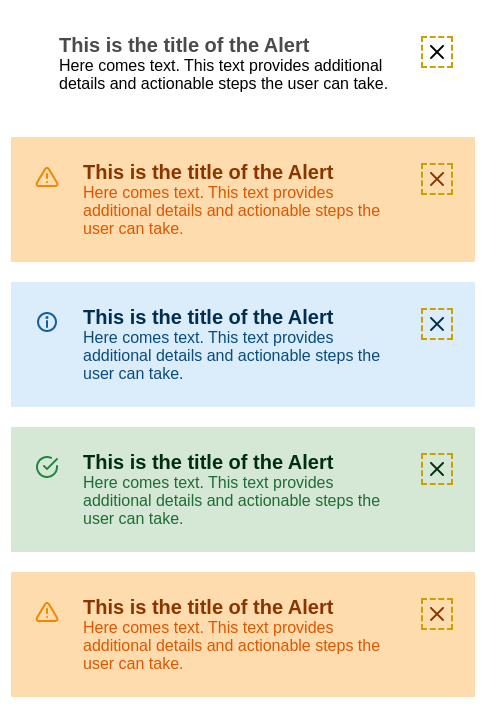 This is the title of the Alert
Here comes text. This text provides additional
details and actionable steps the user can take.
This is the title of the Alert
Here comes text. This text provides
additional details and actionable steps the
user can take.
This is the title of the Alert
Here comes text. This text provides
additional details and actionable steps the
user can take.
This is the title of the Alert
Here comes text. This text provides
additional details and actionable steps the
user can take.
This is the title of the Alert
Here comes text. This text provides
additional details and actionable steps the
user can take.